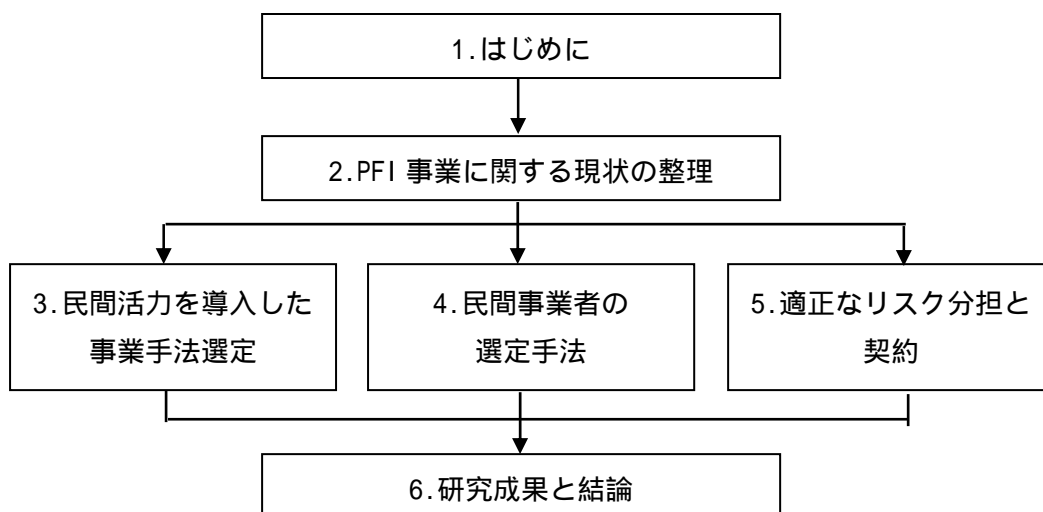 1.はじめに
2.PFI 事業に関する現状の整理
3.民間活力を導入した
事業手法選定
4.民間事業者の
選定手法
5.適正なリスク分担と
契約
6.研究成果と結論